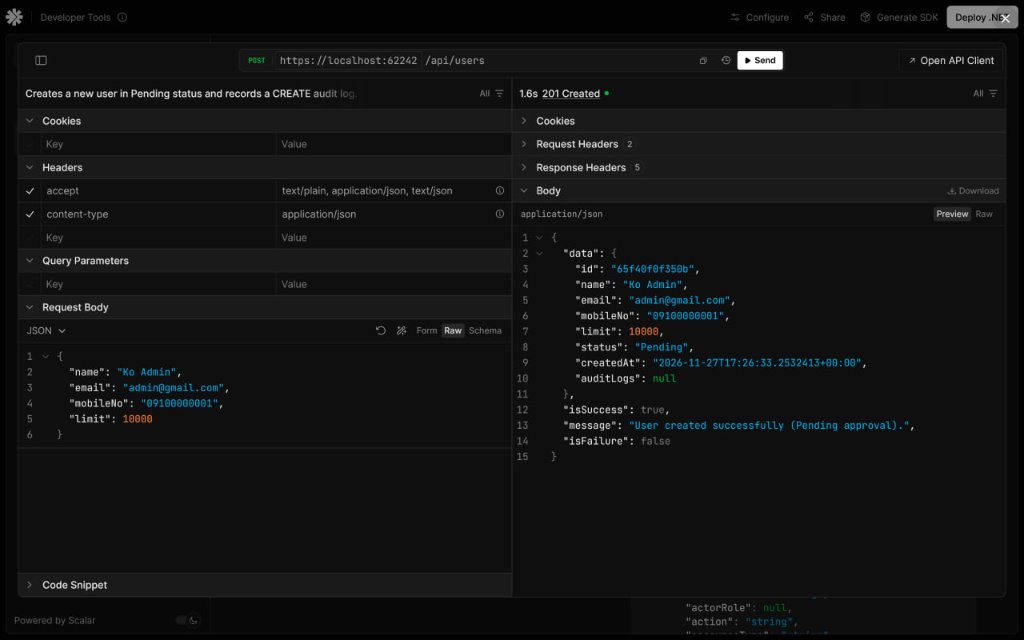 Developer Tools
Configure
Share
Generate SDK
Deploy .NE
POST https://localhost:62242 /api/users
Send
Open API Client
Creates a new user in Pending status and records a CREATE audit log.
All
1.6s 201 Created
All
Cookies
Key Value
Headers
accept text/plain, application/json, text/json
content-type application/json
Key Value
Query Parameters
Key Value
Request Body
JSON
Form Raw Schema
1 {
2 "name": "Ko Admin",
3 "email": "admin@gmail.com",
4 "mobileNo": "09100000001",
5 "limit": 10000
6 }
Code Snippet
Cookies
Request Headers 2
Response Headers 5
Body
Download
application/json
Preview Raw
1 {
2 "data": {
3 "id": "65f40f0f350b",
4 "name": "Ko Admin",
5 "email": "admin@gmail.com",
6 "mobileNo": "09100000001",
7 "limit": 10000,
8 "status": "Pending",
9 "createdAt": "2026-11-27T17:26:33.2532413+00:00",
10 "auditLogs": null
11 },
12 "isSuccess": true,
13 "message": "User created successfully (Pending approval).",
14 "isFailure": false
15 }
Powered by Scalar
"actorRole": null,
"action": "string",